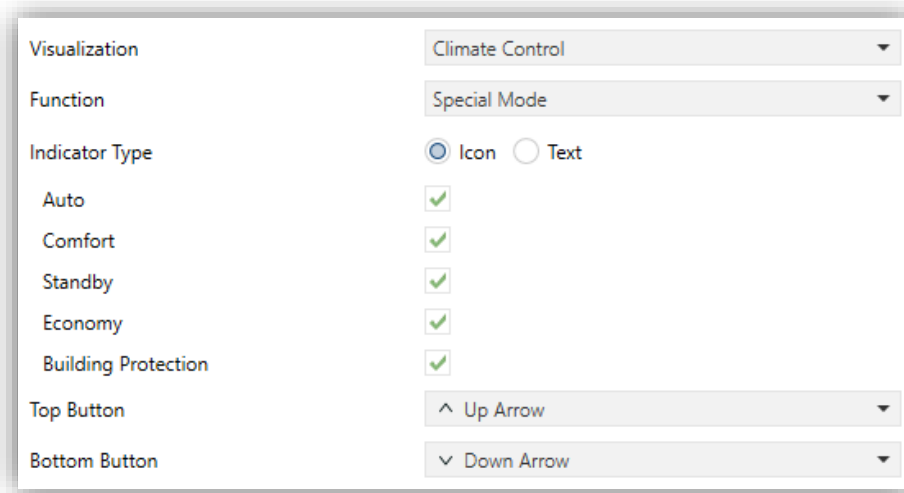 Visualization Climate Control
Function Special Mode
Indicator Type Icon Text
Auto
Comfort
Standby
Economy
Building Protection
Top Button Up Arrow
Bottom Button Down Arrow